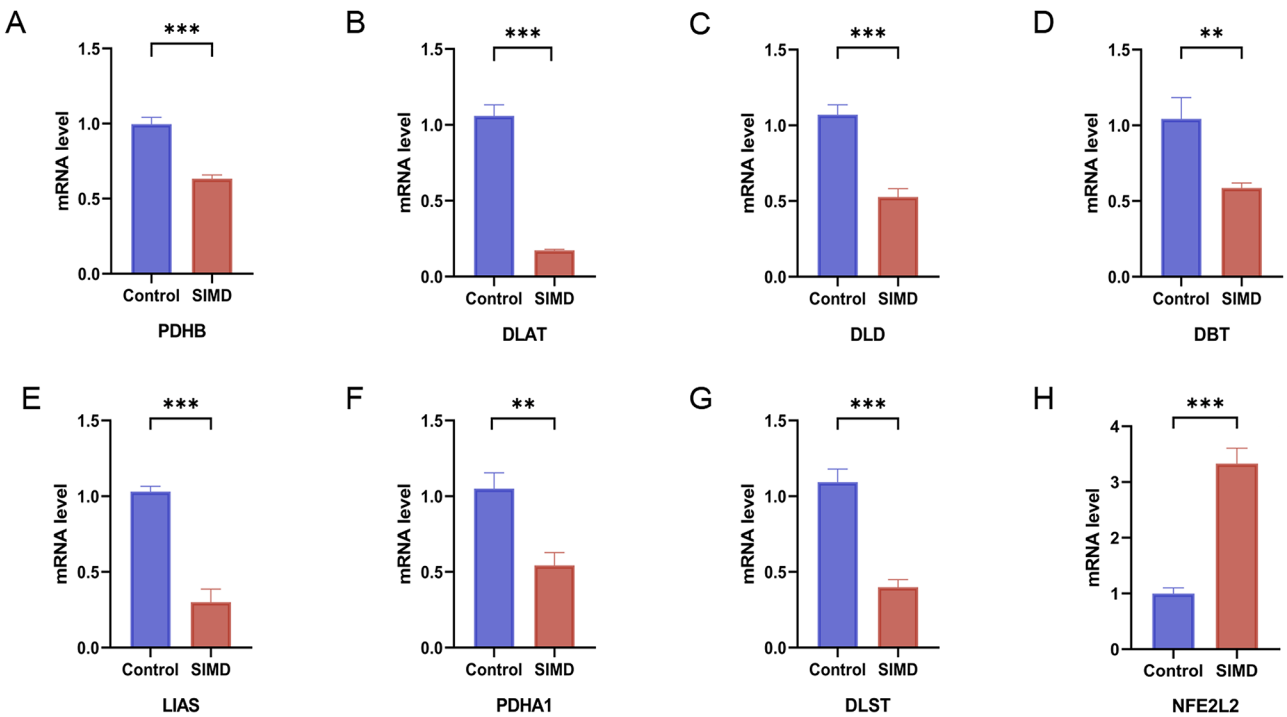 A
***
1.5
1.0
0.5
0.0
mRNA level
Control SIMD
PDHB
B
***
1.5
1.0
0.5
0.0
mRNA level
Control SIMD
DLAT
C
***
1.5
1.0
0.5
0.0
mRNA level
Control SIMD
DLD
D
**
1.5
1.0
0.5
0.0
mRNA level
Control SIMD
DBT
E
***
1.5
1.0
0.5
0.0
mRNA level
Control SIMD
LIAS
F
**
1.5
1.0
0.5
0.0
mRNA level
Control SIMD
PDHA1
G
***
1.5
1.0
0.5
0.0
mRNA level
Control SIMD
DLST
H
***
4
3
2
1
0
mRNA level
Control SIMD
NFE2L2